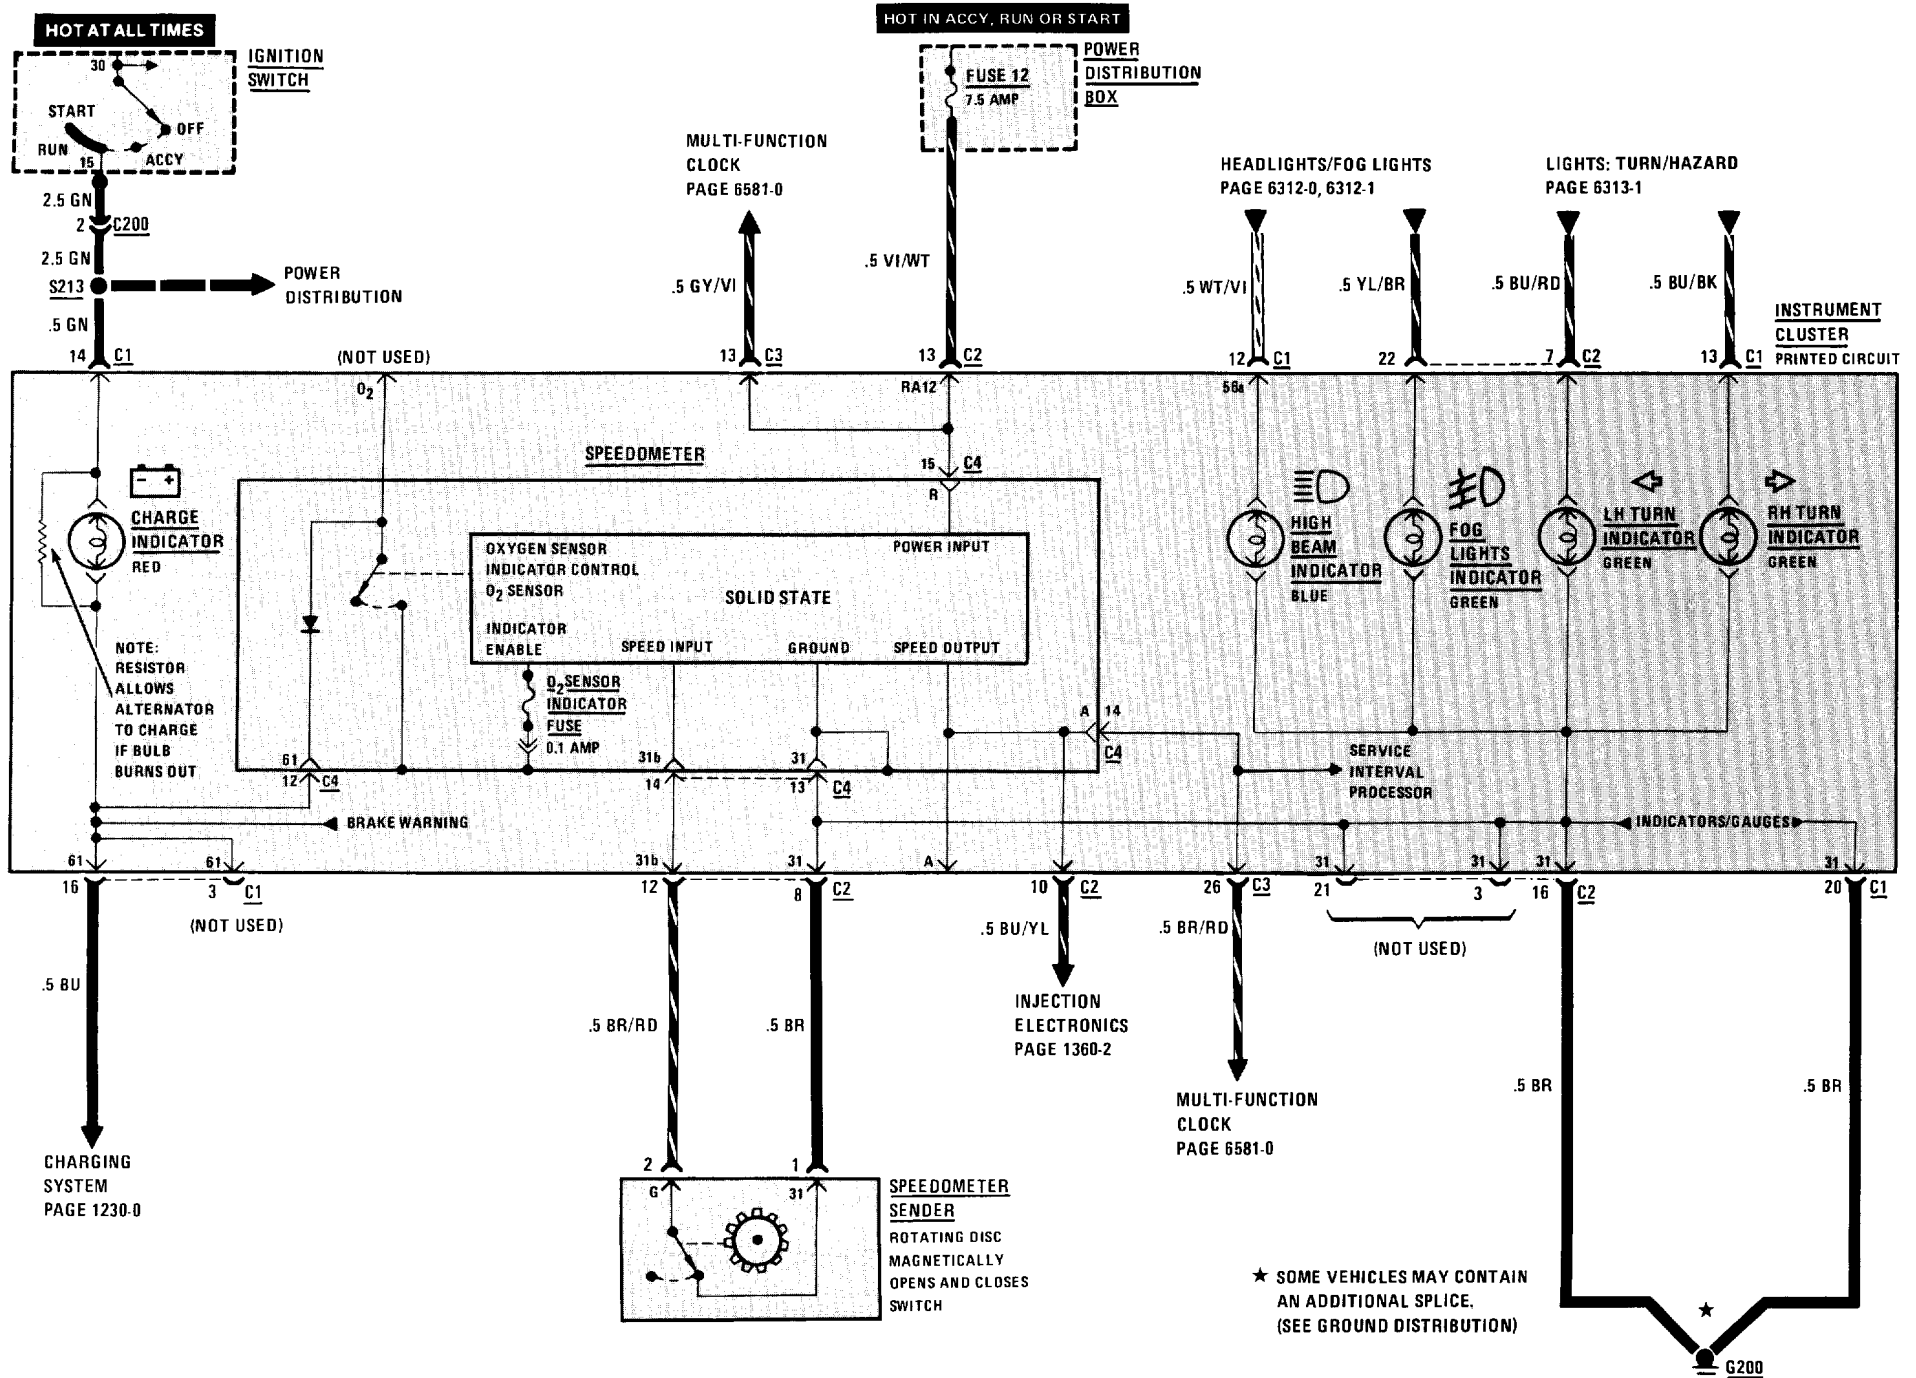 HOT AT ALL TIMES
IGNITION
SWITCH
30
START
OFF
RUN
15
ACCY
2.5 GN
2
C200
2.5 GN
S213
POWER
DISTRIBUTION
.5 GN
14
C1
(NOT USED)
MULTI-FUNCTION
CLOCK
PAGE 6581-0
.5 GY/VI
13
C3
HOT IN ACCY, RUN OR START
POWER
DISTRIBUTION
BOX
FUSE 12
7.5 AMP
.5 VI/WT
13
C2
HEADLIGHTS/FOG LIGHTS
PAGE 6312-0, 6312-1
LIGHTS: TURN/HAZARD
PAGE 6313-1
.5 WT/VI
.5 YL/BR
.5 BU/RD
.5 BU/BK
12
C1
22
7
C2
13
C1
INSTRUMENT
CLUSTER
PRINTED CIRCUIT
O2
RA12
56a
SPEEDOMETER
15
C4
R
- +
CHARGE
INDICATOR
RED
NOTE:
RESISTOR
ALLOWS
ALTERNATOR
TO CHARGE
IF BULB
BURNS OUT
OXYGEN SENSOR
INDICATOR CONTROL
O2 SENSOR
POWER INPUT
SOLID STATE
INDICATOR
ENABLE
SPEED INPUT
GROUND
SPEED OUTPUT
O2 SENSOR
INDICATOR
FUSE
0.1 AMP
HIGH
BEAM
INDICATOR
BLUE
FOG
LIGHTS
INDICATOR
GREEN
LH TURN
INDICATOR
GREEN
RH TURN
INDICATOR
GREEN
A
14
C4
61
12
C4
31b
14
31
13
C4
SERVICE
INTERVAL
PROCESSOR
BRAKE WARNING
INDICATORS/GAUGES
61
61
31b
31
A
31
31
31
31
16
3
C1
12
8
C2
10
C2
26
C3
21
3
16
C2
20
C1
(NOT USED)
(NOT USED)
.5 BU
.5 BR/RD
.5 BR
.5 BU/YL
.5 BR/RD
.5 BR
.5 BR
INJECTION
ELECTRONICS
PAGE 1360-2
MULTI-FUNCTION
CLOCK
PAGE 6581-0
CHARGING
SYSTEM
PAGE 1230-0
2
1
G
31
SPEEDOMETER
SENDER
ROTATING DISC
MAGNETICALLY
OPENS AND CLOSES
SWITCH
★ SOME VEHICLES MAY CONTAIN
AN ADDITIONAL SPLICE.
(SEE GROUND DISTRIBUTION)
★
G200